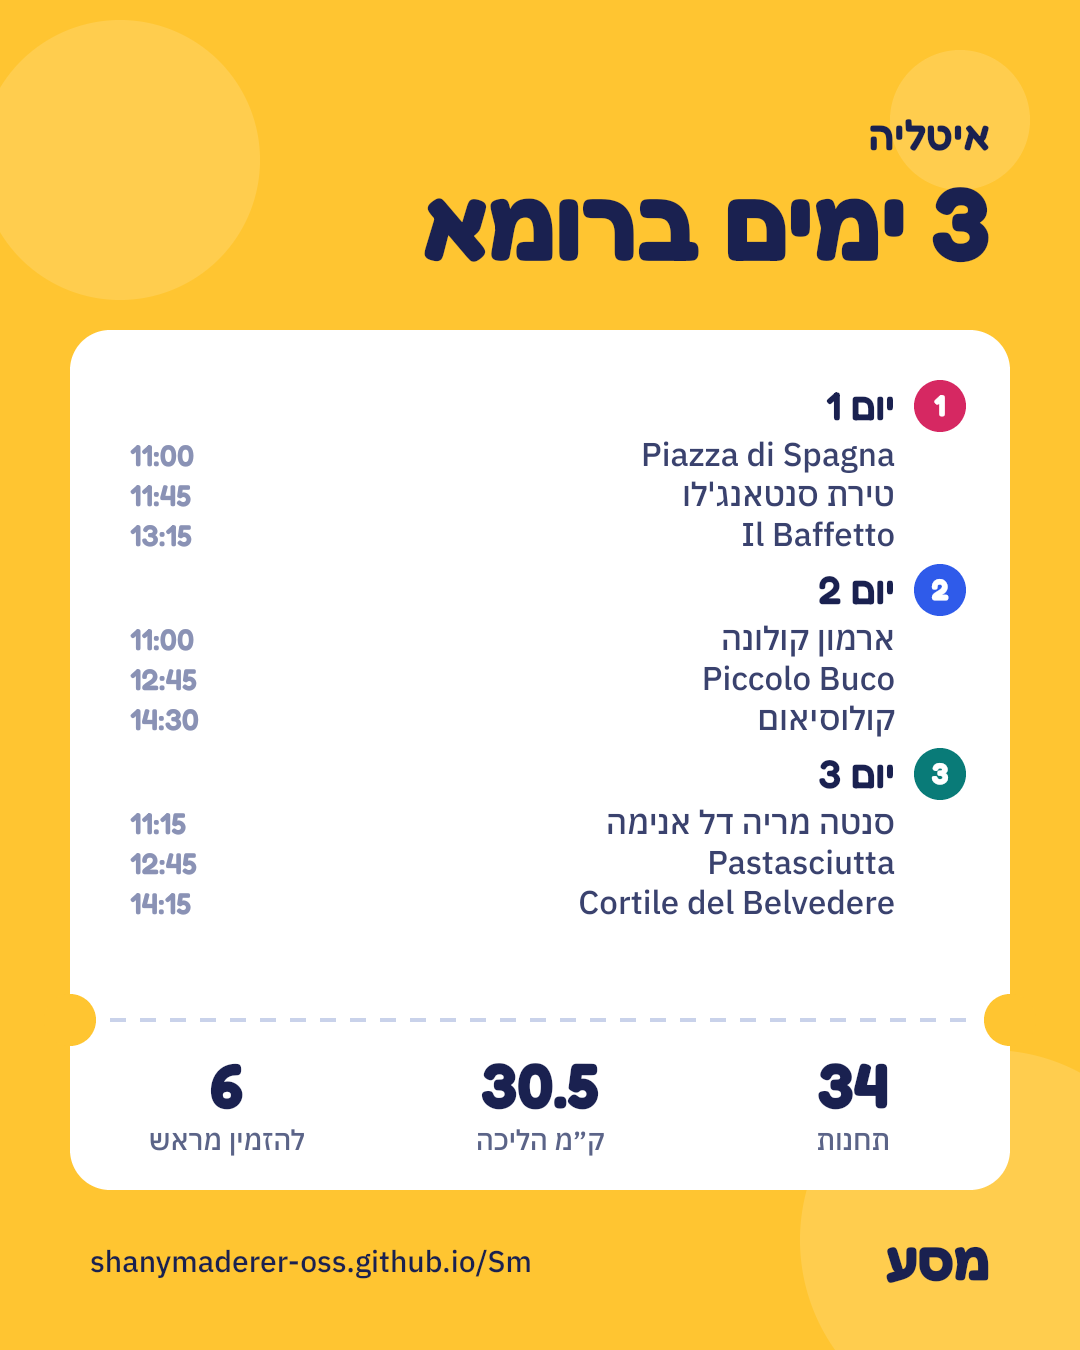 איטליה
3 ימים ברומא
1 יום 1
Piazza di Spagna 11:00
טירת סנטאנג'לו 11:45
Il Baffetto 13:15
2 יום 2
ארמון קולונה 11:00
Piccolo Buco 12:45
קולוסיאום 14:30
3 יום 3
סנטה מריה דל אנימה 11:15
Pastasciutta 12:45
Cortile del Belvedere 14:15
34 30.5 6
תחנות ק״מ הליכה להזמין מראש
מסע shanymaderer-oss.github.io/Sm